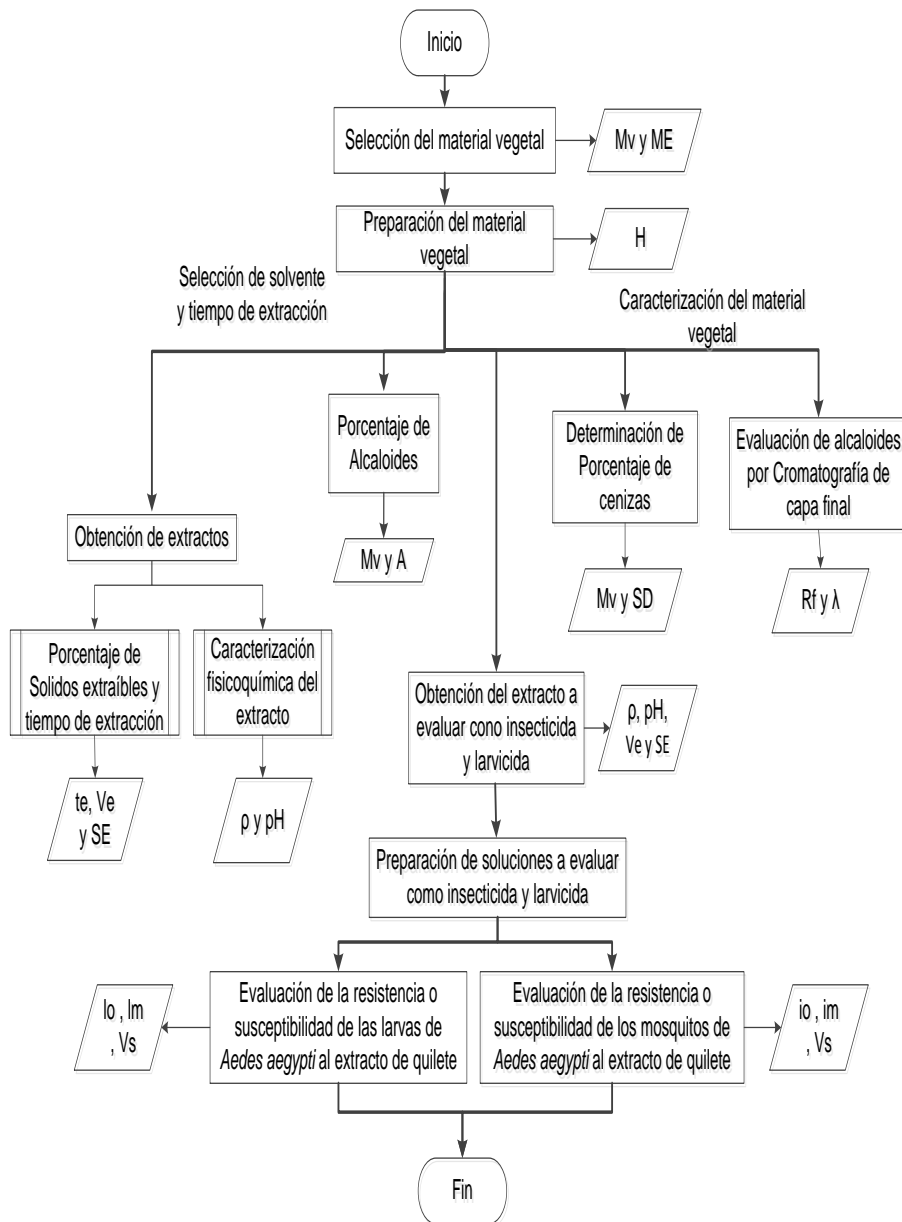 Inicio
Selección del material vegetal
Mv y ME
Preparación del material
vegetal
H
Selección de solvente
y tiempo de extracción
Caracterización del material
vegetal
Porcentaje de
Alcaloides
Determinación de
Porcentaje de
cenizas
Evaluación de alcaloides
por Cromatografía de
capa final
Obtención de extractos
Mv y A
Mv y SD
Rf y λ
Porcentaje de
Solidos extraíbles y
tiempo de extracción
Caracterización
fisicoquímica del
extracto
Obtención del extracto a
evaluar cono insecticida
y larvicida
ρ, pH,
Ve y SE
te, Ve
y SE
ρ y pH
Preparación de soluciones a evaluar
como insecticida y larvicida
lo , lm
, Vs
Evaluación de la resistencia o
susceptibilidad de las larvas de
Aedes aegypti al extracto de quilete
Evaluación de la resistencia o
susceptibilidad de los mosquitos de
Aedes aegypti al extracto de quilete
io , im
, Vs
Fin